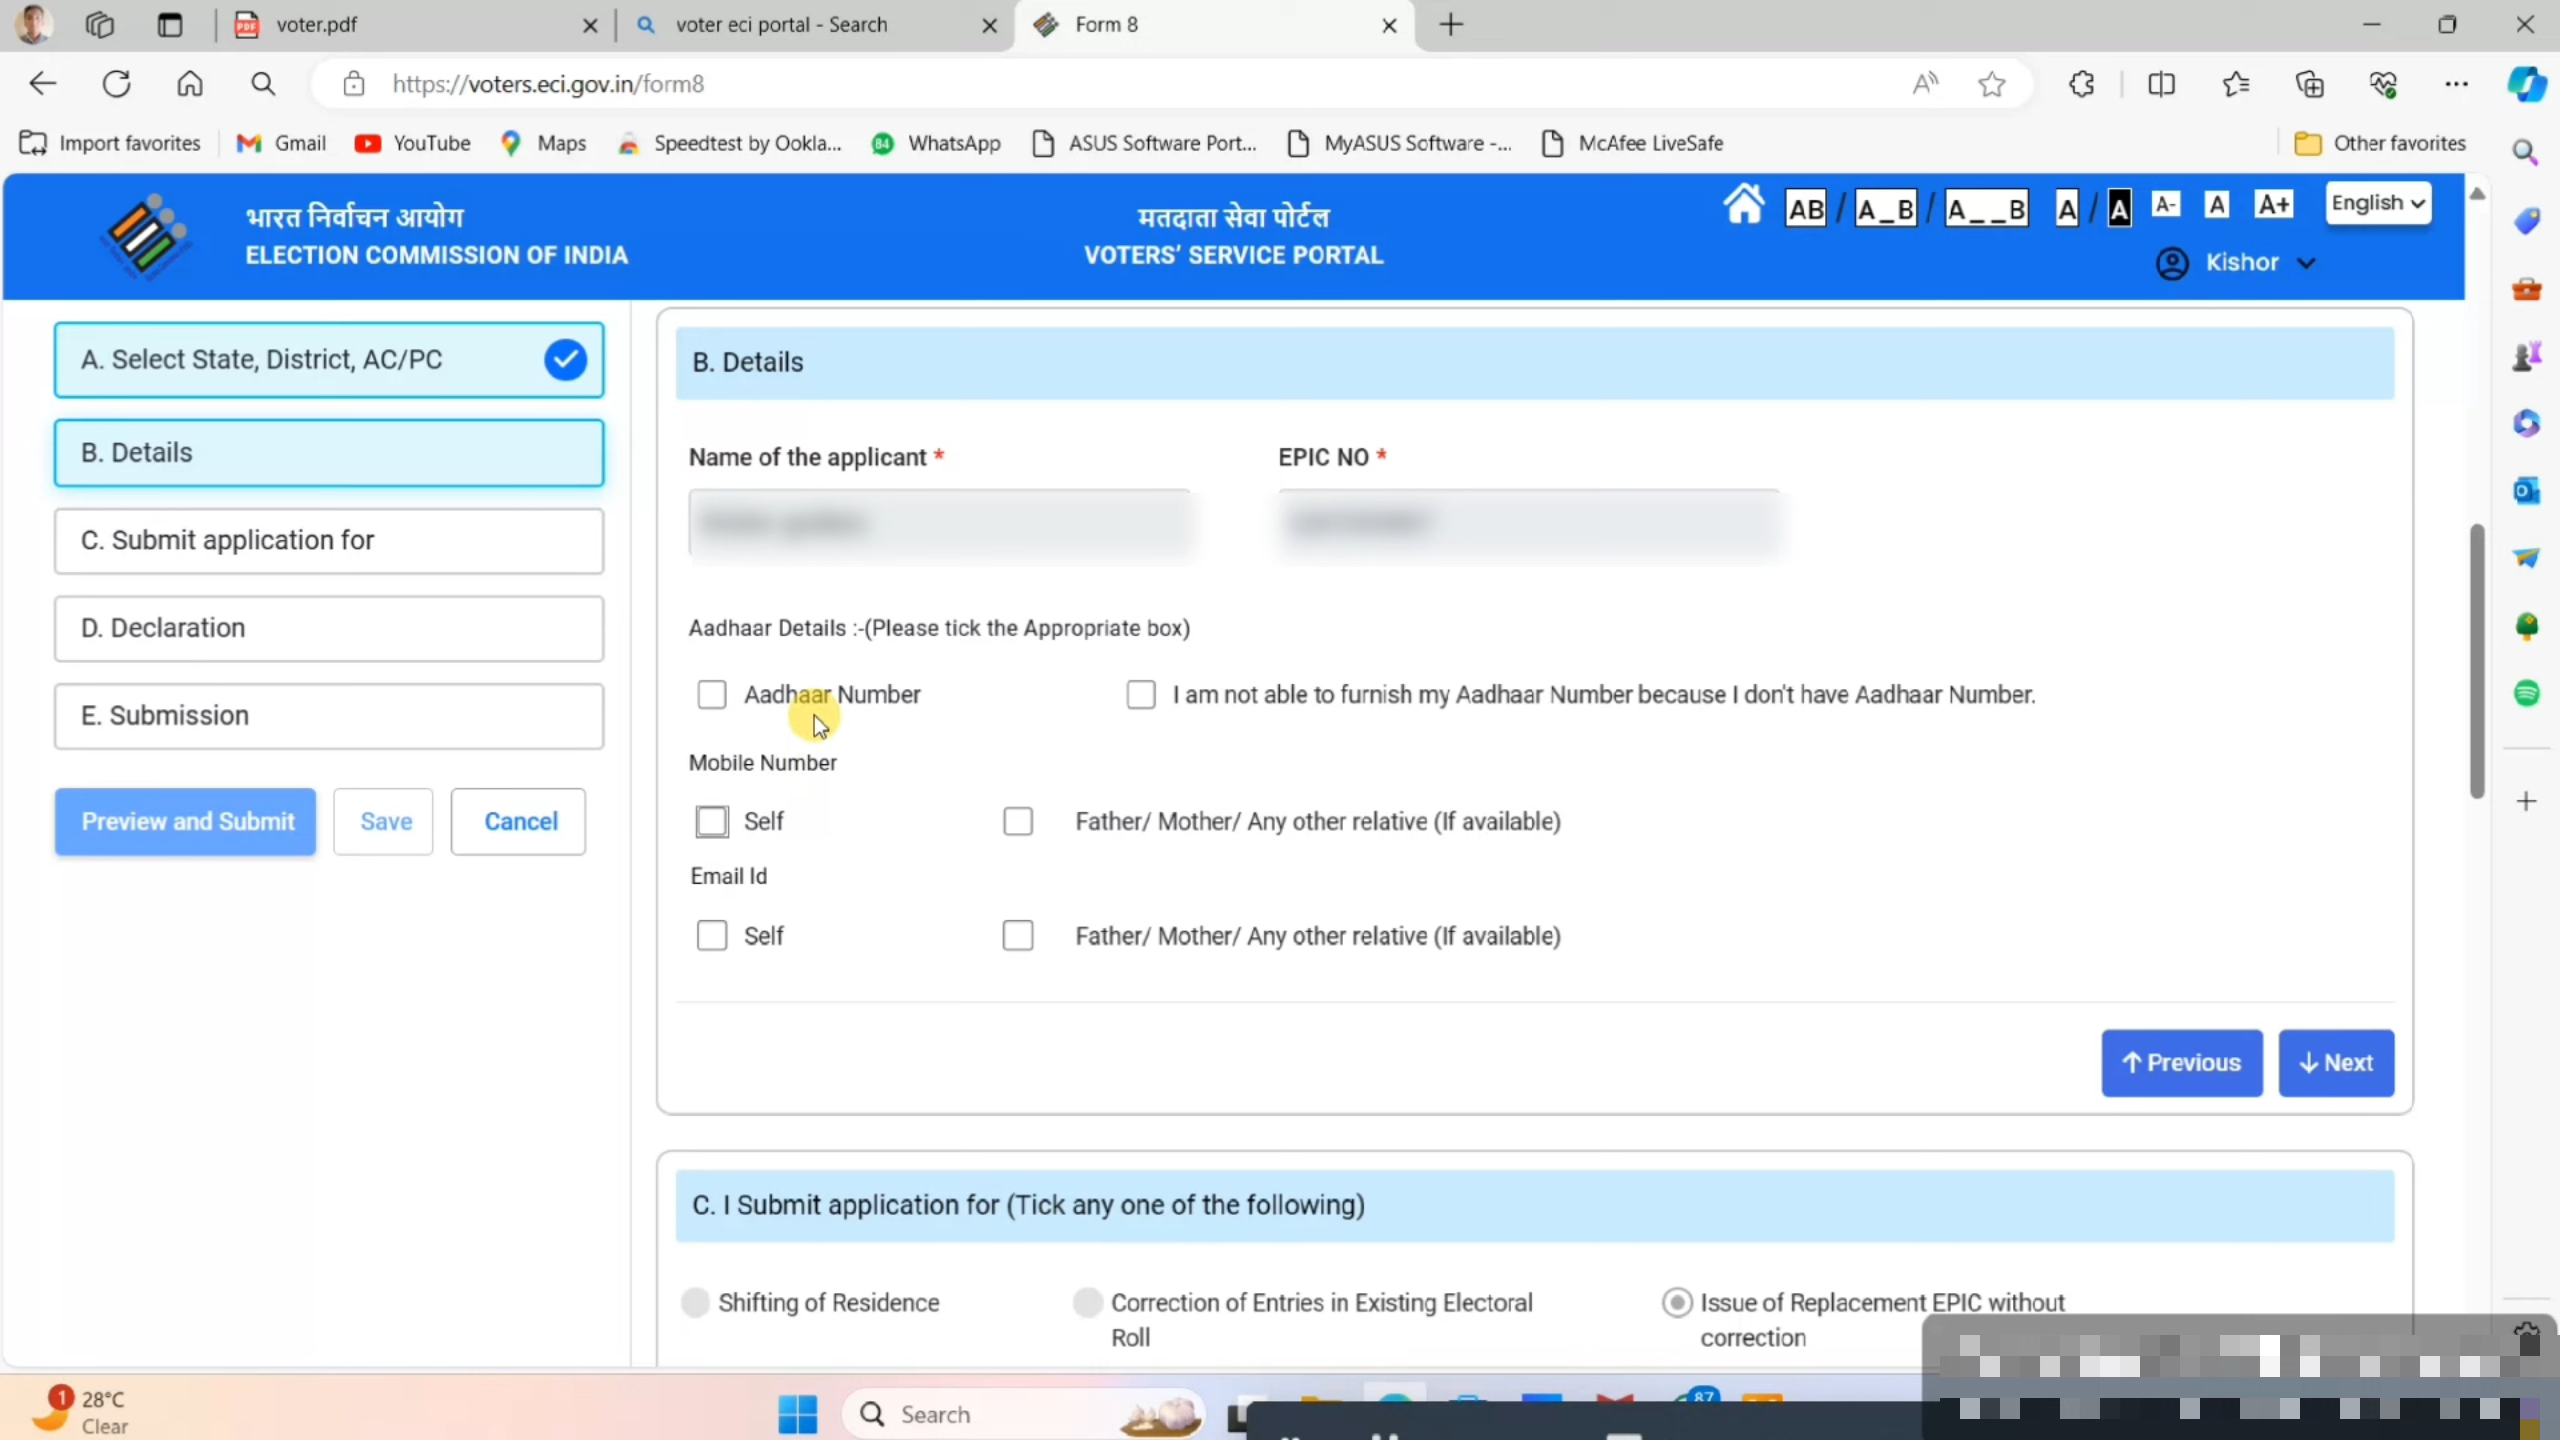 voter.pdf
voter eci portal - Search
Form 8
https://voters.eci.gov.in/form8
Import favorites
Gmail
YouTube
Maps
Speedtest by Ookla...
84
WhatsApp
ASUS Software Port...
MyASUS Software -...
McAfee LiveSafe
Other favorites
भारत निर्वाचन आयोग
ELECTION COMMISSION OF INDIA
मतदाता सेवा पोर्टल
VOTERS' SERVICE PORTAL
AB / A_B / A__B A / A A- A A+
English
Kishor
A. Select State, District, AC/PC
B. Details
C. Submit application for
D. Declaration
E. Submission
Preview and Submit
Save
Cancel
B. Details
Name of the applicant *
EPIC NO *
Aadhaar Details :-(Please tick the Appropriate box)
Aadhaar Number
I am not able to furnish my Aadhaar Number because I don't have Aadhaar Number.
Mobile Number
Self
Father/ Mother/ Any other relative (If available)
Email Id
Self
Father/ Mother/ Any other relative (If available)
↑ Previous
↓ Next
C. I Submit application for (Tick any one of the following)
Shifting of Residence
Correction of Entries in Existing Electoral
Roll
Issue of Replacement EPIC without
correction
1
28°C
Clear
Search
87